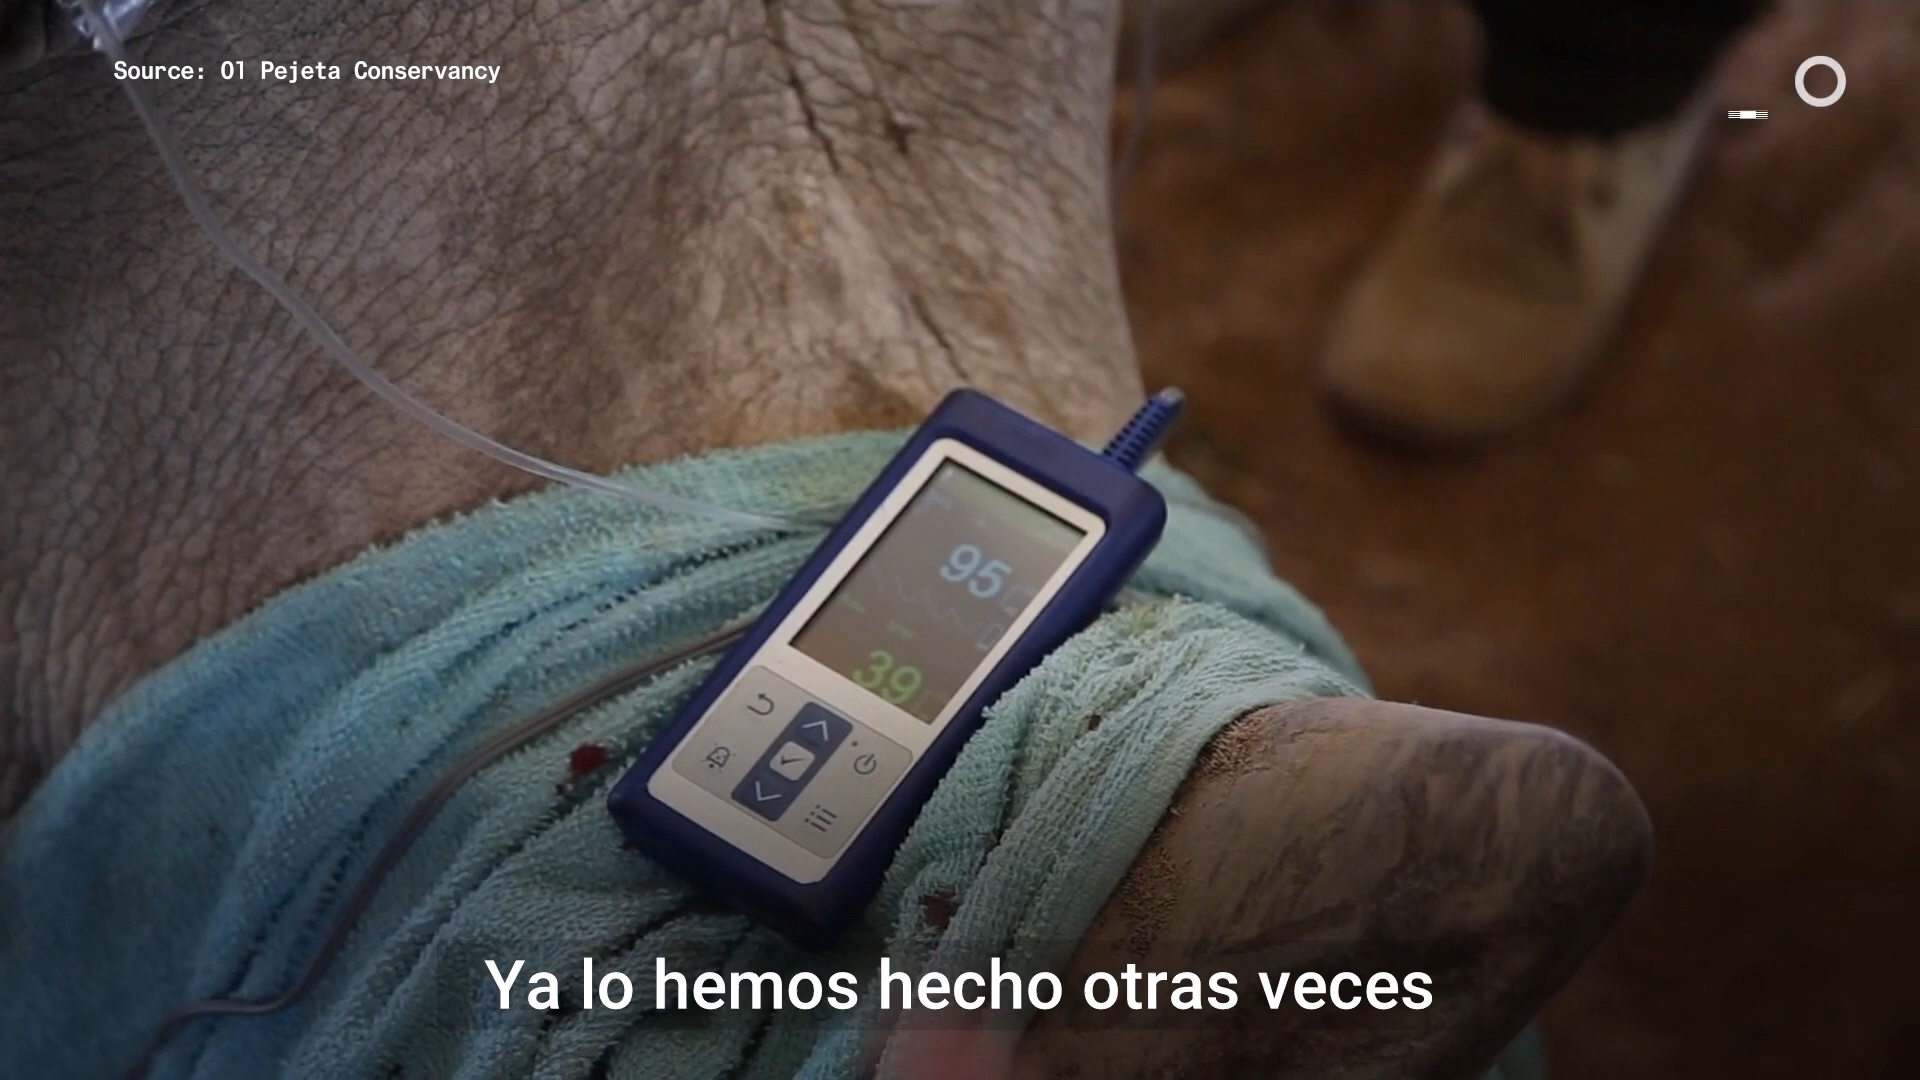 Source: Ol Pejeta Conservancy
95
39
Ya lo hemos hecho otras veces